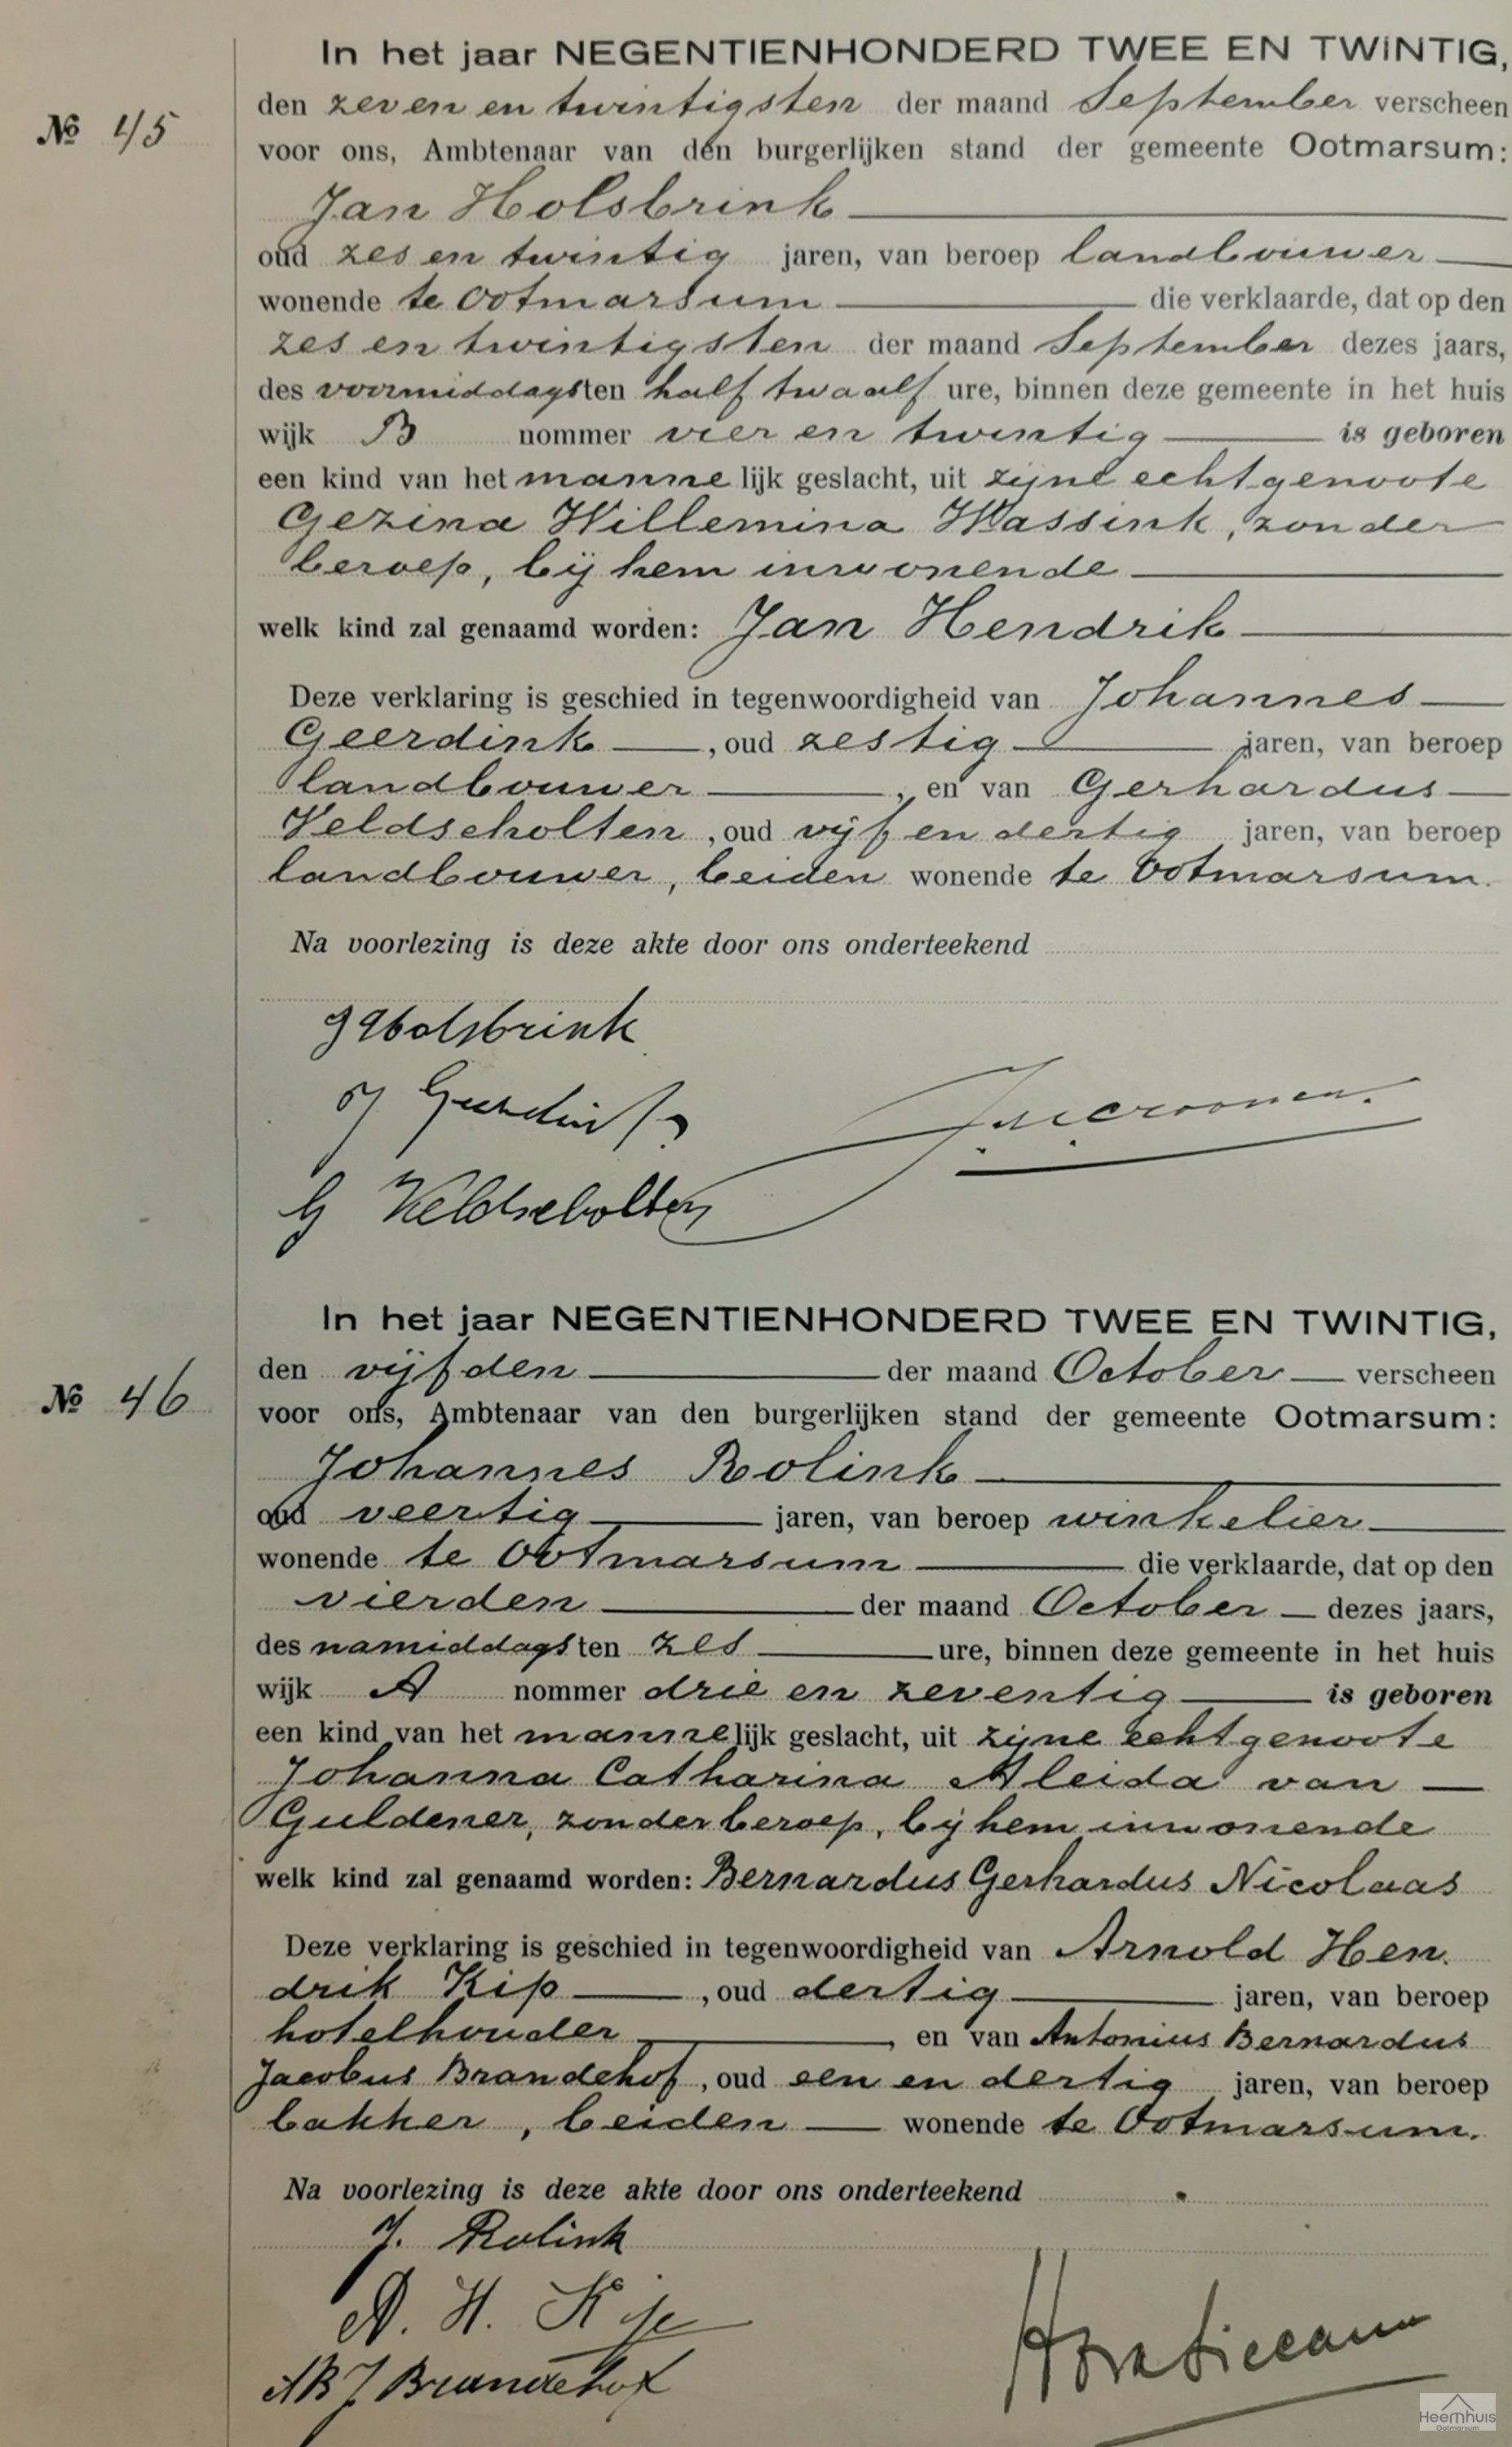 In het jaar NEGENTIENHONDERD TWEE EN TWINTIG,
den zeven en twintigsten der maand September verscheen
№ 45
voor ons, Ambtenaar van den burgerlijken stand der gemeente Ootmarsum:
Jan Holsbrink
oud zes en twintig jaren, van beroep landbouwer
wonende te Ootmarsum die verklaarde, dat op den
zes en twintigsten der maand September dezes jaars,
des voormiddagsten half twaalf ure, binnen deze gemeente in het huis
wijk B nommer vier en twintig is geboren
een kind van het mannelijk geslacht, uit zijne echtgenoote
Gezina Willemina Wassink, zonder
beroep, bij hem inwonende
welk kind zal genaamd worden: Jan Hendrik
Deze verklaring is geschied in tegenwoordigheid van Johannes
Geerdink, oud zestig jaren, van beroep
landbouwer, en van Gerhardus
Veldscholten, oud vijf en dertig jaren, van beroep
landbouwer, beiden wonende te Ootmarsum.
Na voorlezing is deze akte door ons onderteekend
J Holsbrink
J Geerdink
G Veldscholten
In het jaar NEGENTIENHONDERD TWEE EN TWINTIG,
den vijfden der maand October verscheen
№ 46
voor ons, Ambtenaar van den burgerlijken stand der gemeente Ootmarsum:
Johannes Rolink
oud veertig jaren, van beroep winkelier
wonende te Ootmarsum die verklaarde, dat op den
vierden der maand October dezes jaars,
des namiddagsten zes ure, binnen deze gemeente in het huis
wijk A nommer drie en zeventig is geboren
een kind van het mannelijk geslacht, uit zijne echtgenoote
Johanna Catharina Aleida van
Guldener, zonder beroep, bij hem inwonende
welk kind zal genaamd worden: Bernardus Gerhardus Nicolaas
Deze verklaring is geschied in tegenwoordigheid van Arnold Hen
drik Kip, oud dertig jaren, van beroep
hotelhouder, en van Antonius Bernardus
Jacobus Brandehof, oud een en dertig jaren, van beroep
bakker, beiden wonende te Ootmarsum.
Na voorlezing is deze akte door ons onderteekend
J. Rolink
A. H. Kip
ABJ Brandehof
Heemhuis
Ootmarsum